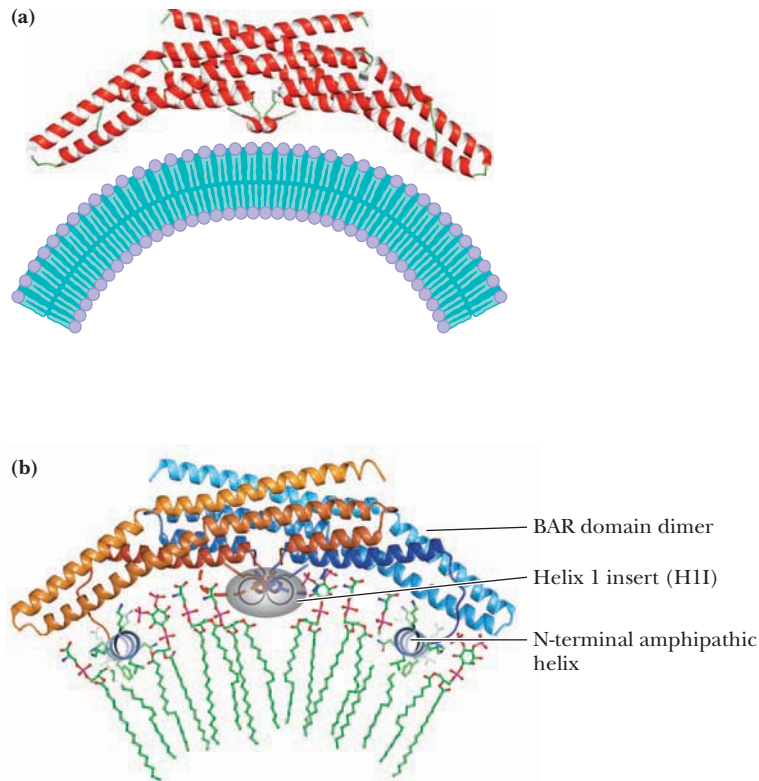 (a)
(b)
BAR domain dimer
Helix 1 insert (H1I)
N-terminal amphipathic
helix